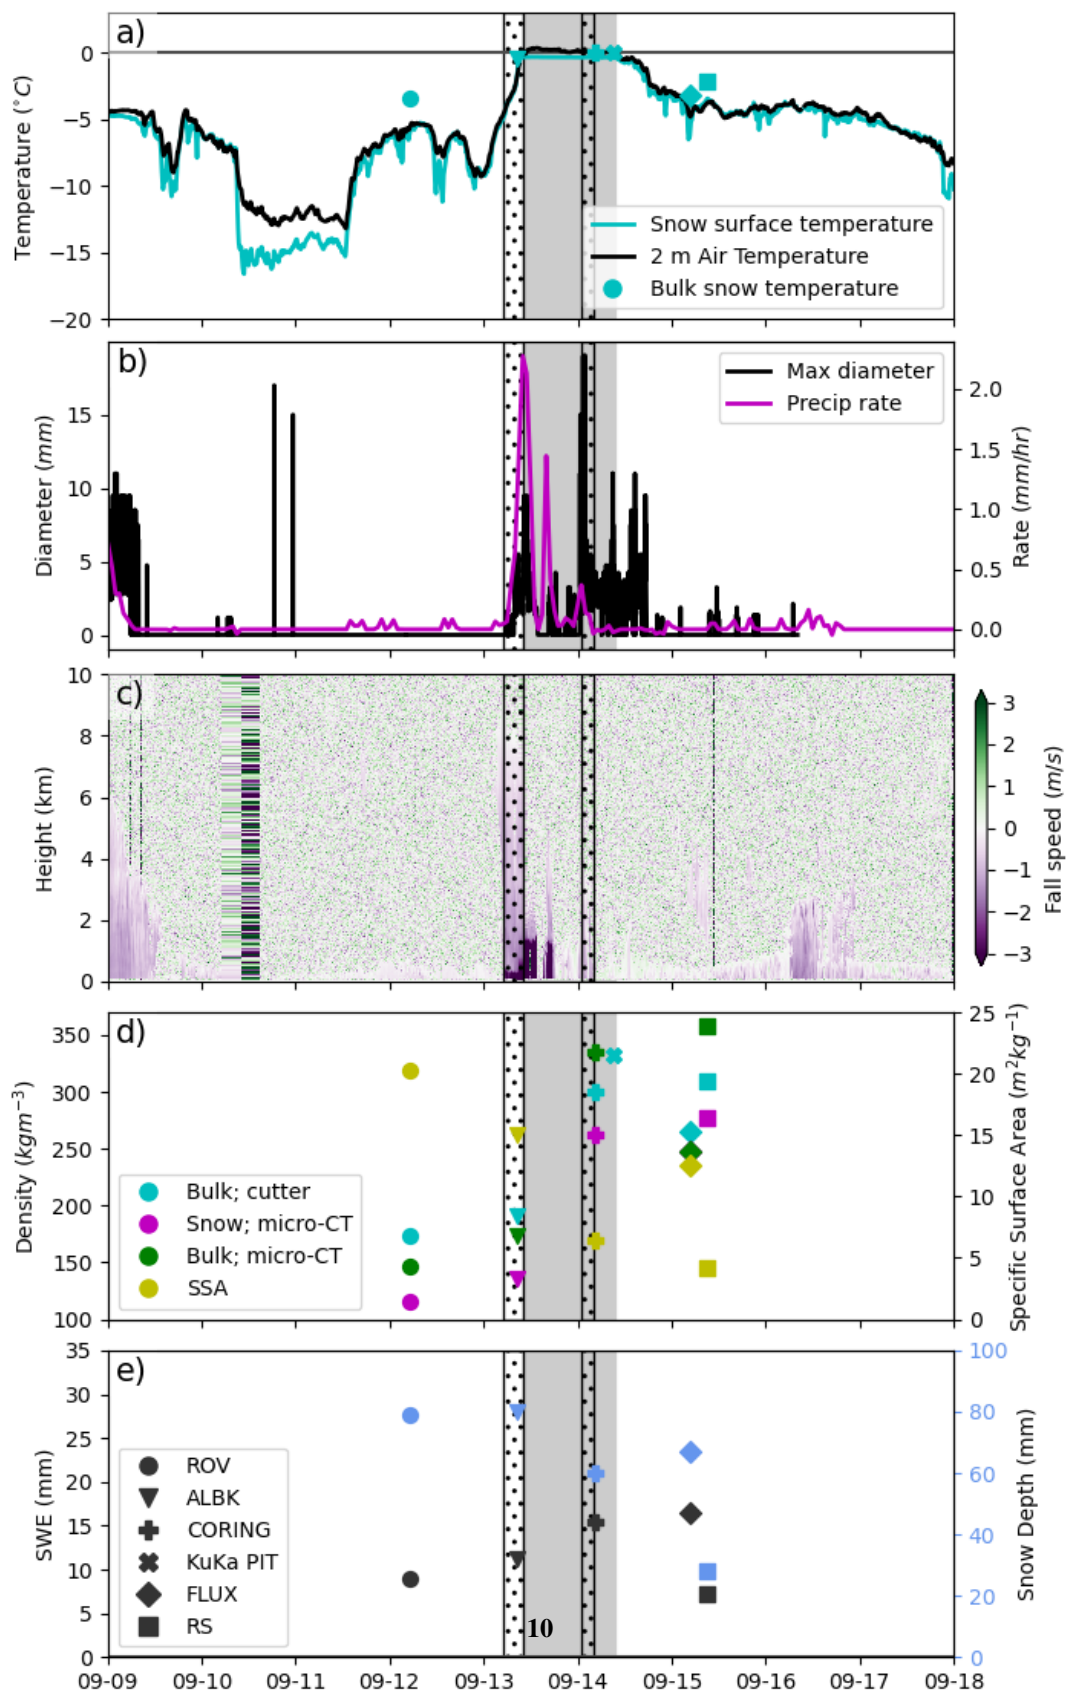 a)
0
−5
−10
−15
−20
Temperature (°C)
Snow surface temperature
2 m Air Temperature
Bulk snow temperature
b)
15
10
5
0
Diameter (mm)
Max diameter
Precip rate
2.0
1.5
1.0
0.5
0.0
Rate (mm/hr)
c)
10
8
6
4
2
0
Height (km)
3
2
1
0
−1
−2
−3
Fall speed (m/s)
d)
350
300
250
200
150
100
Density (kgm−3)
Bulk; cutter
Snow; micro-CT
Bulk; micro-CT
SSA
25
20
15
10
5
0
Specific Surface Area (m2kg−1)
e)
35
30
25
20
15
10
5
0
SWE (mm)
ROV
ALBK
CORING
KuKa PIT
FLUX
RS
10
100
80
60
40
20
0
Snow Depth (mm)
09-09 09-10 09-11 09-12 09-13 09-14 09-15 09-16 09-17 09-18